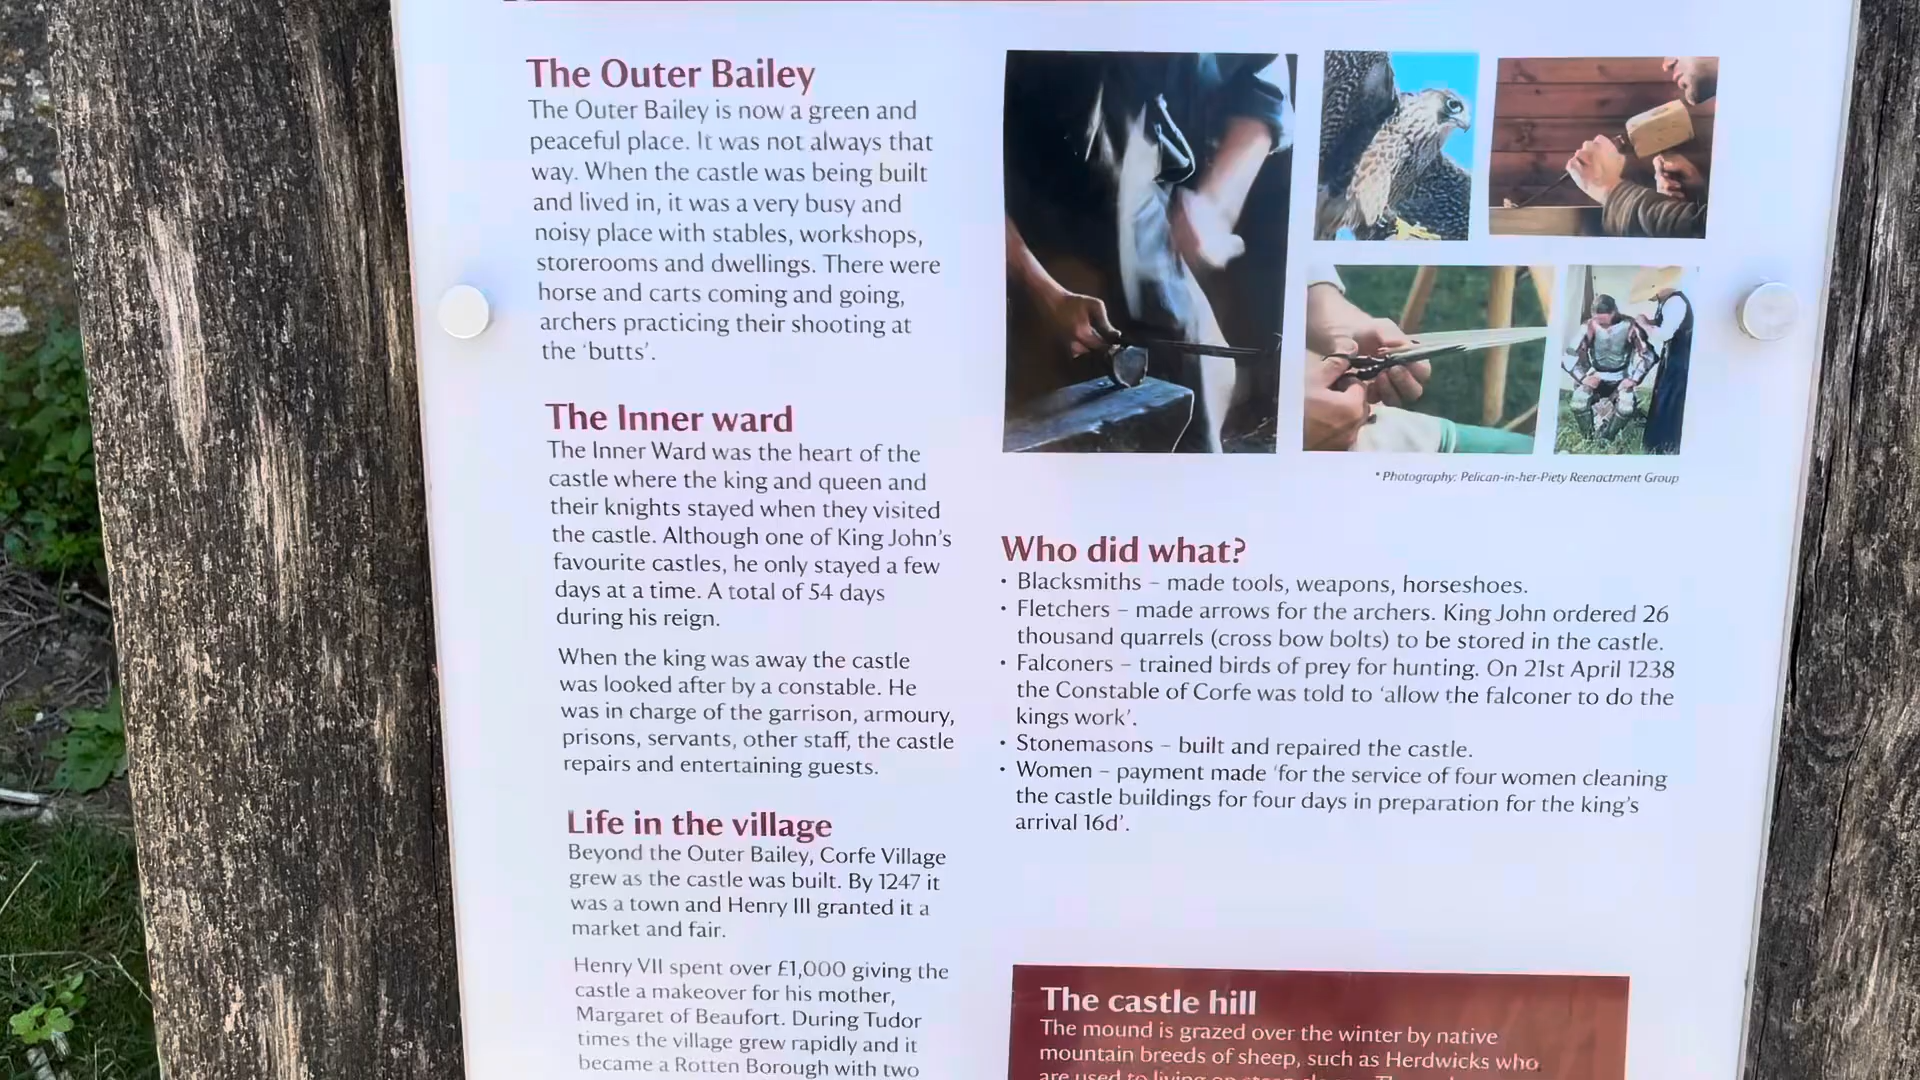 The Outer Bailey
The Outer Bailey is now a green and
peaceful place. It was not always that
way. When the castle was being built
and lived in, it was a very busy and
noisy place with stables, workshops,
storerooms and dwellings. There were
horse and carts coming and going,
archers practicing their shooting at
the ‘butts’.
The Inner ward
The Inner Ward was the heart of the
castle where the king and queen and
their knights stayed when they visited
the castle. Although one of King John’s
favourite castles, he only stayed a few
days at a time. A total of 54 days
during his reign.
When the king was away the castle
was looked after by a constable. He
was in charge of the garrison, armoury,
prisons, servants, other staff, the castle
repairs and entertaining guests.
Life in the village
Beyond the Outer Bailey, Corfe Village
grew as the castle was built. By 1247 it
was a town and Henry III granted it a
market and fair.
Henry VII spent over £1,000 giving the
castle a makeover for his mother,
Margaret of Beaufort. During Tudor
times the village grew rapidly and it
became a Rotten Borough with two
* Photography: Pelican-in-her-Piety Reenactment Group
Who did what?
• Blacksmiths – made tools, weapons, horseshoes.
• Fletchers – made arrows for the archers. King John ordered 26
thousand quarrels (cross bow bolts) to be stored in the castle.
• Falconers – trained birds of prey for hunting. On 21st April 1238
the Constable of Corfe was told to ‘allow the falconer to do the
kings work’.
• Stonemasons – built and repaired the castle.
• Women – payment made ‘for the service of four women cleaning
the castle buildings for four days in preparation for the king’s
arrival 16d’.
The castle hill
The mound is grazed over the winter by native
mountain breeds of sheep, such as Herdwicks who
are used to living on steep slopes.